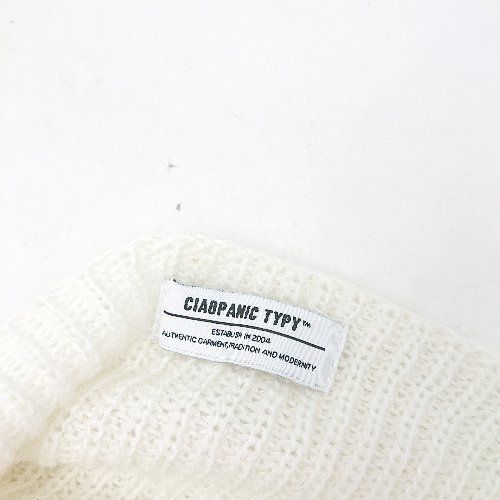 CIAOPANIC TYPY™
ESTABLISH IN 2004
AUTHENTIC GARMENT,TRADITION AND MODERNITY